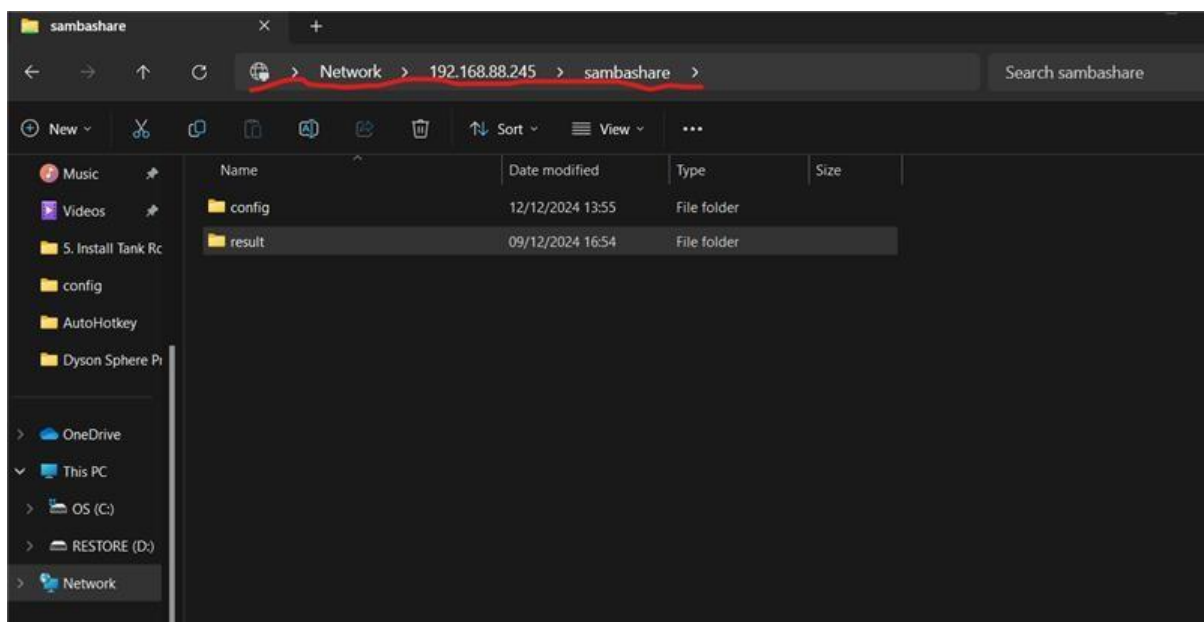 sambashare
Network > 192.168.88.245 > sambashare >
Search sambashare
New
Sort
View
Name
Date modified
Type
Size
config
12/12/2024 13:55
File folder
result
09/12/2024 16:54
File folder
Music
Videos
5. Install Tank Rc
config
AutoHotkey
Dyson Sphere Pr
OneDrive
This PC
OS (C:)
RESTORE (D:)
Network